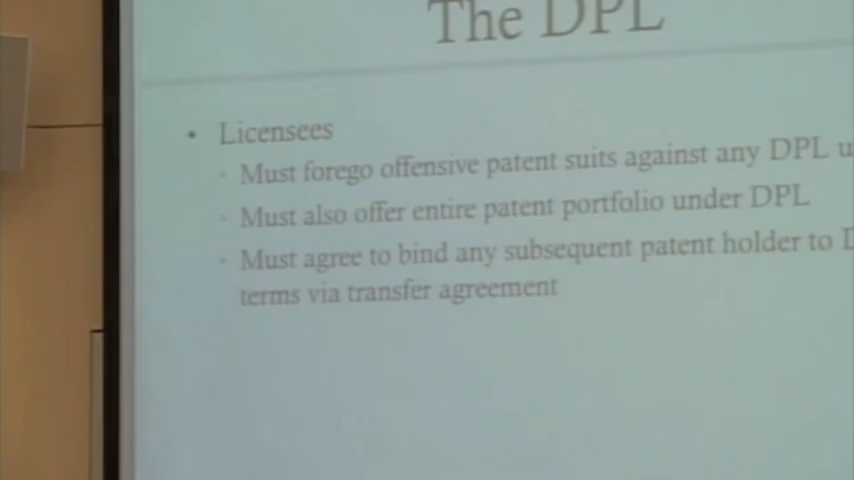 The DPL
• Licensees
◦ Must forego offensive patent suits against any DPL
◦ Must also offer entire patent portfolio under DPL
◦ Must agree to bind any subsequent patent holder to
terms via transfer agreement